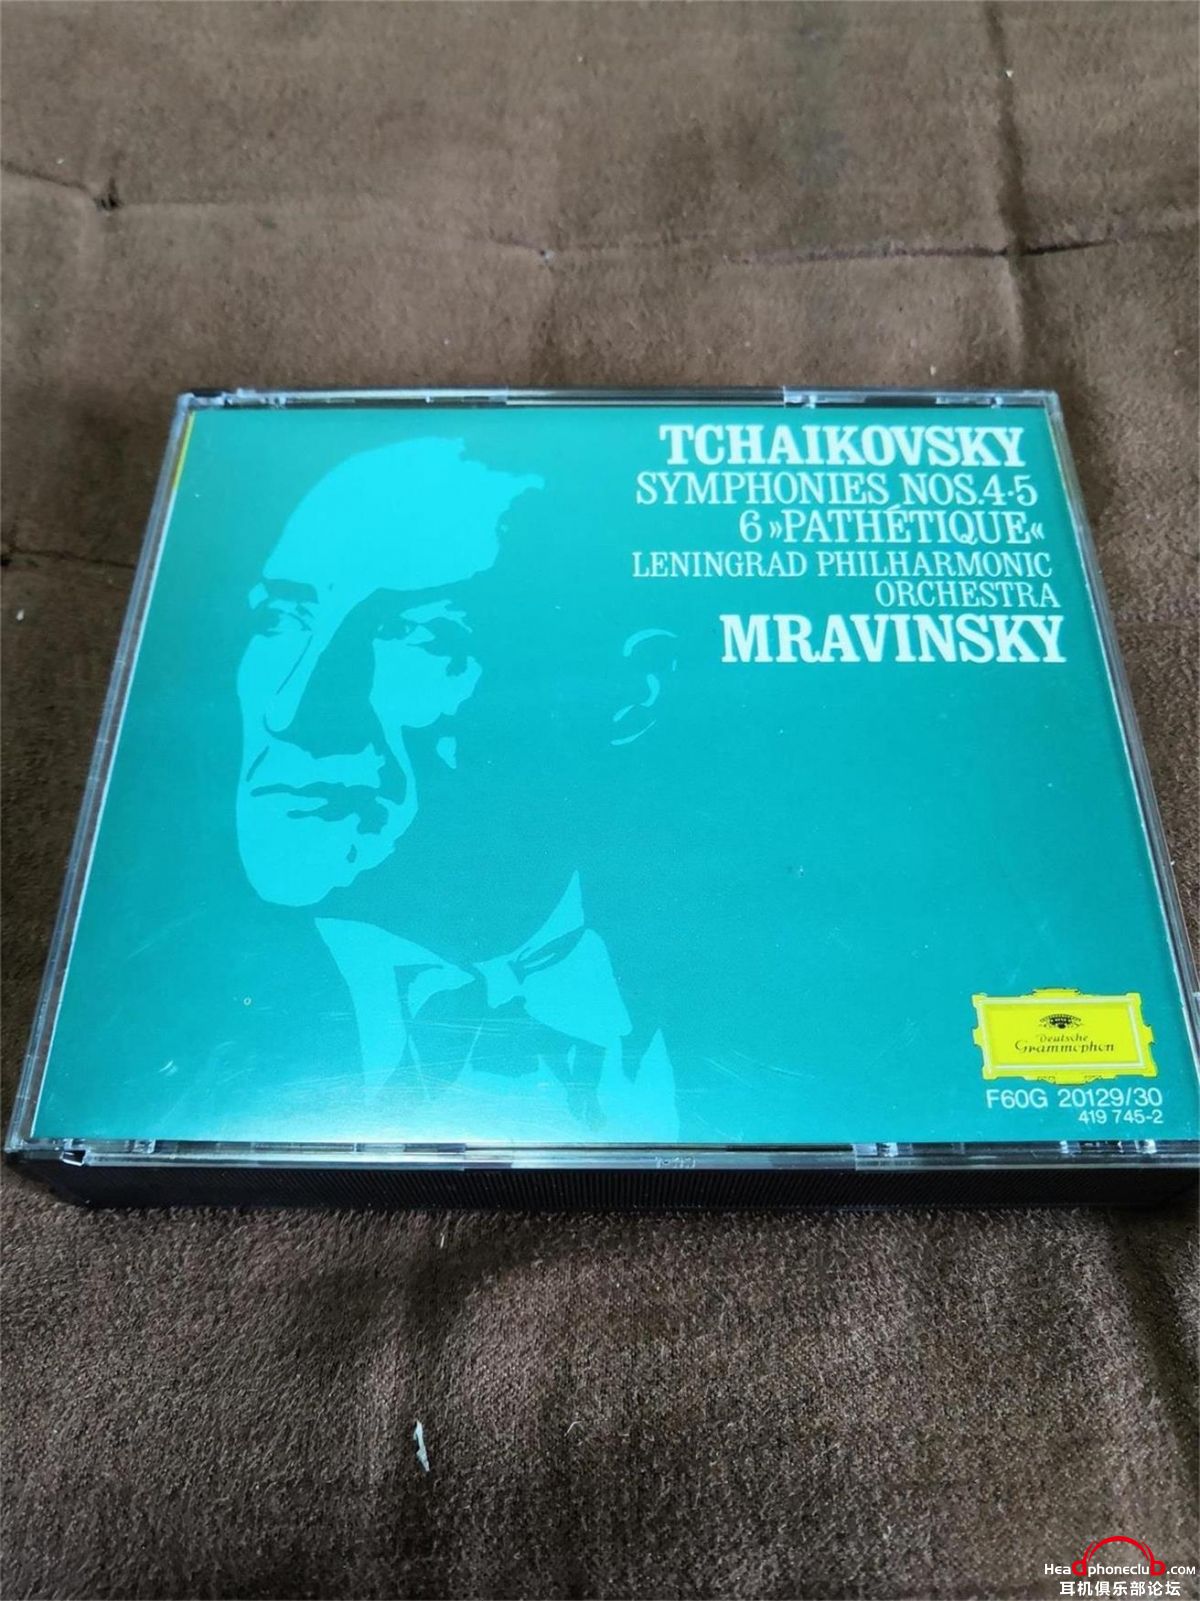 TCHAIKOVSKY
SYMPHONIES NOS.4·5
6 »PATHÉTIQUE«
LENINGRAD PHILHARMONIC
ORCHESTRA
MRAVINSKY
Deutsche
Grammophon
F60G 20129/30
419 745-2
Headphoneclub.com
耳机俱乐部论坛